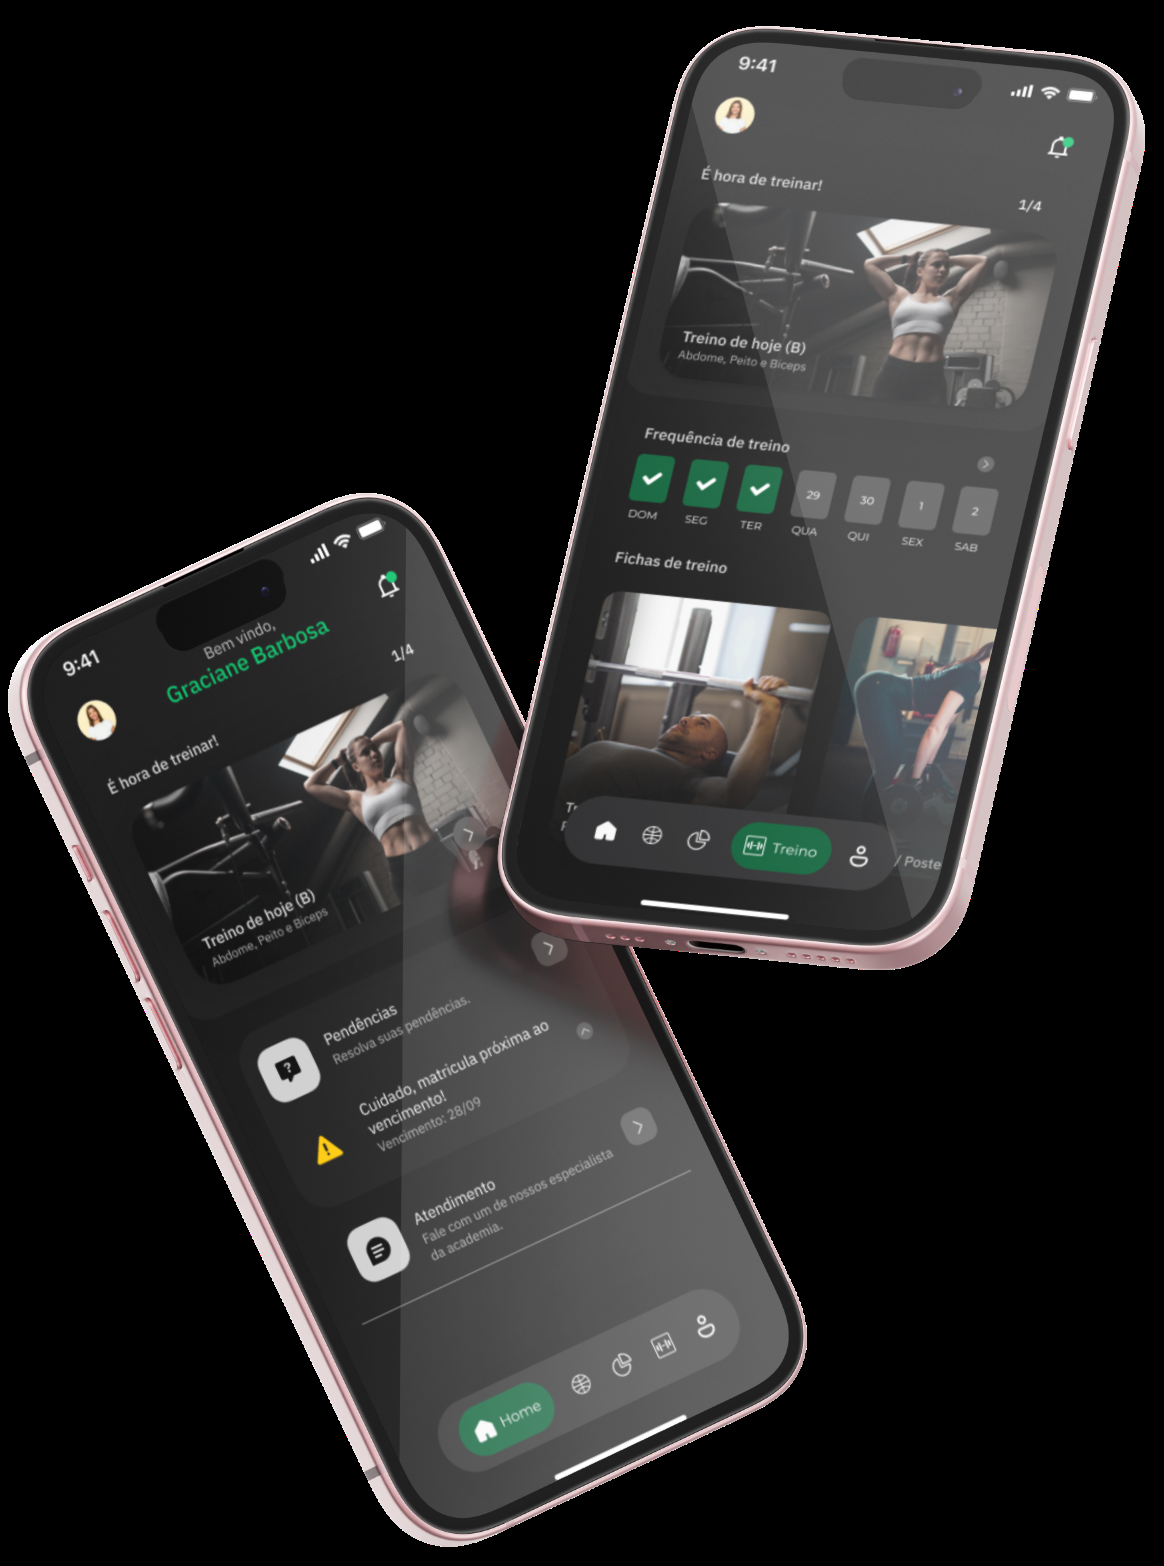 9:41
É hora de treinar!
1/4
Treino de hoje (B)
Abdome, Peito e Bíceps
Frequência de treino
29
30
1
2
DOM
SEG
TER
QUA
QUI
SEX
SAB
Fichas de treino
Treino
/ Poste
9:41
Bem vindo,
Graciane Barbosa
1/4
É hora de treinar!
Treino de hoje (B)
Abdome, Peito e Bíceps
Pendências
Resolva suas pendências.
Cuidado, matricula próxima ao
vencimento!
Vencimento: 28/09
Atendimento
Fale com um de nossos especialista
da academia.
Home